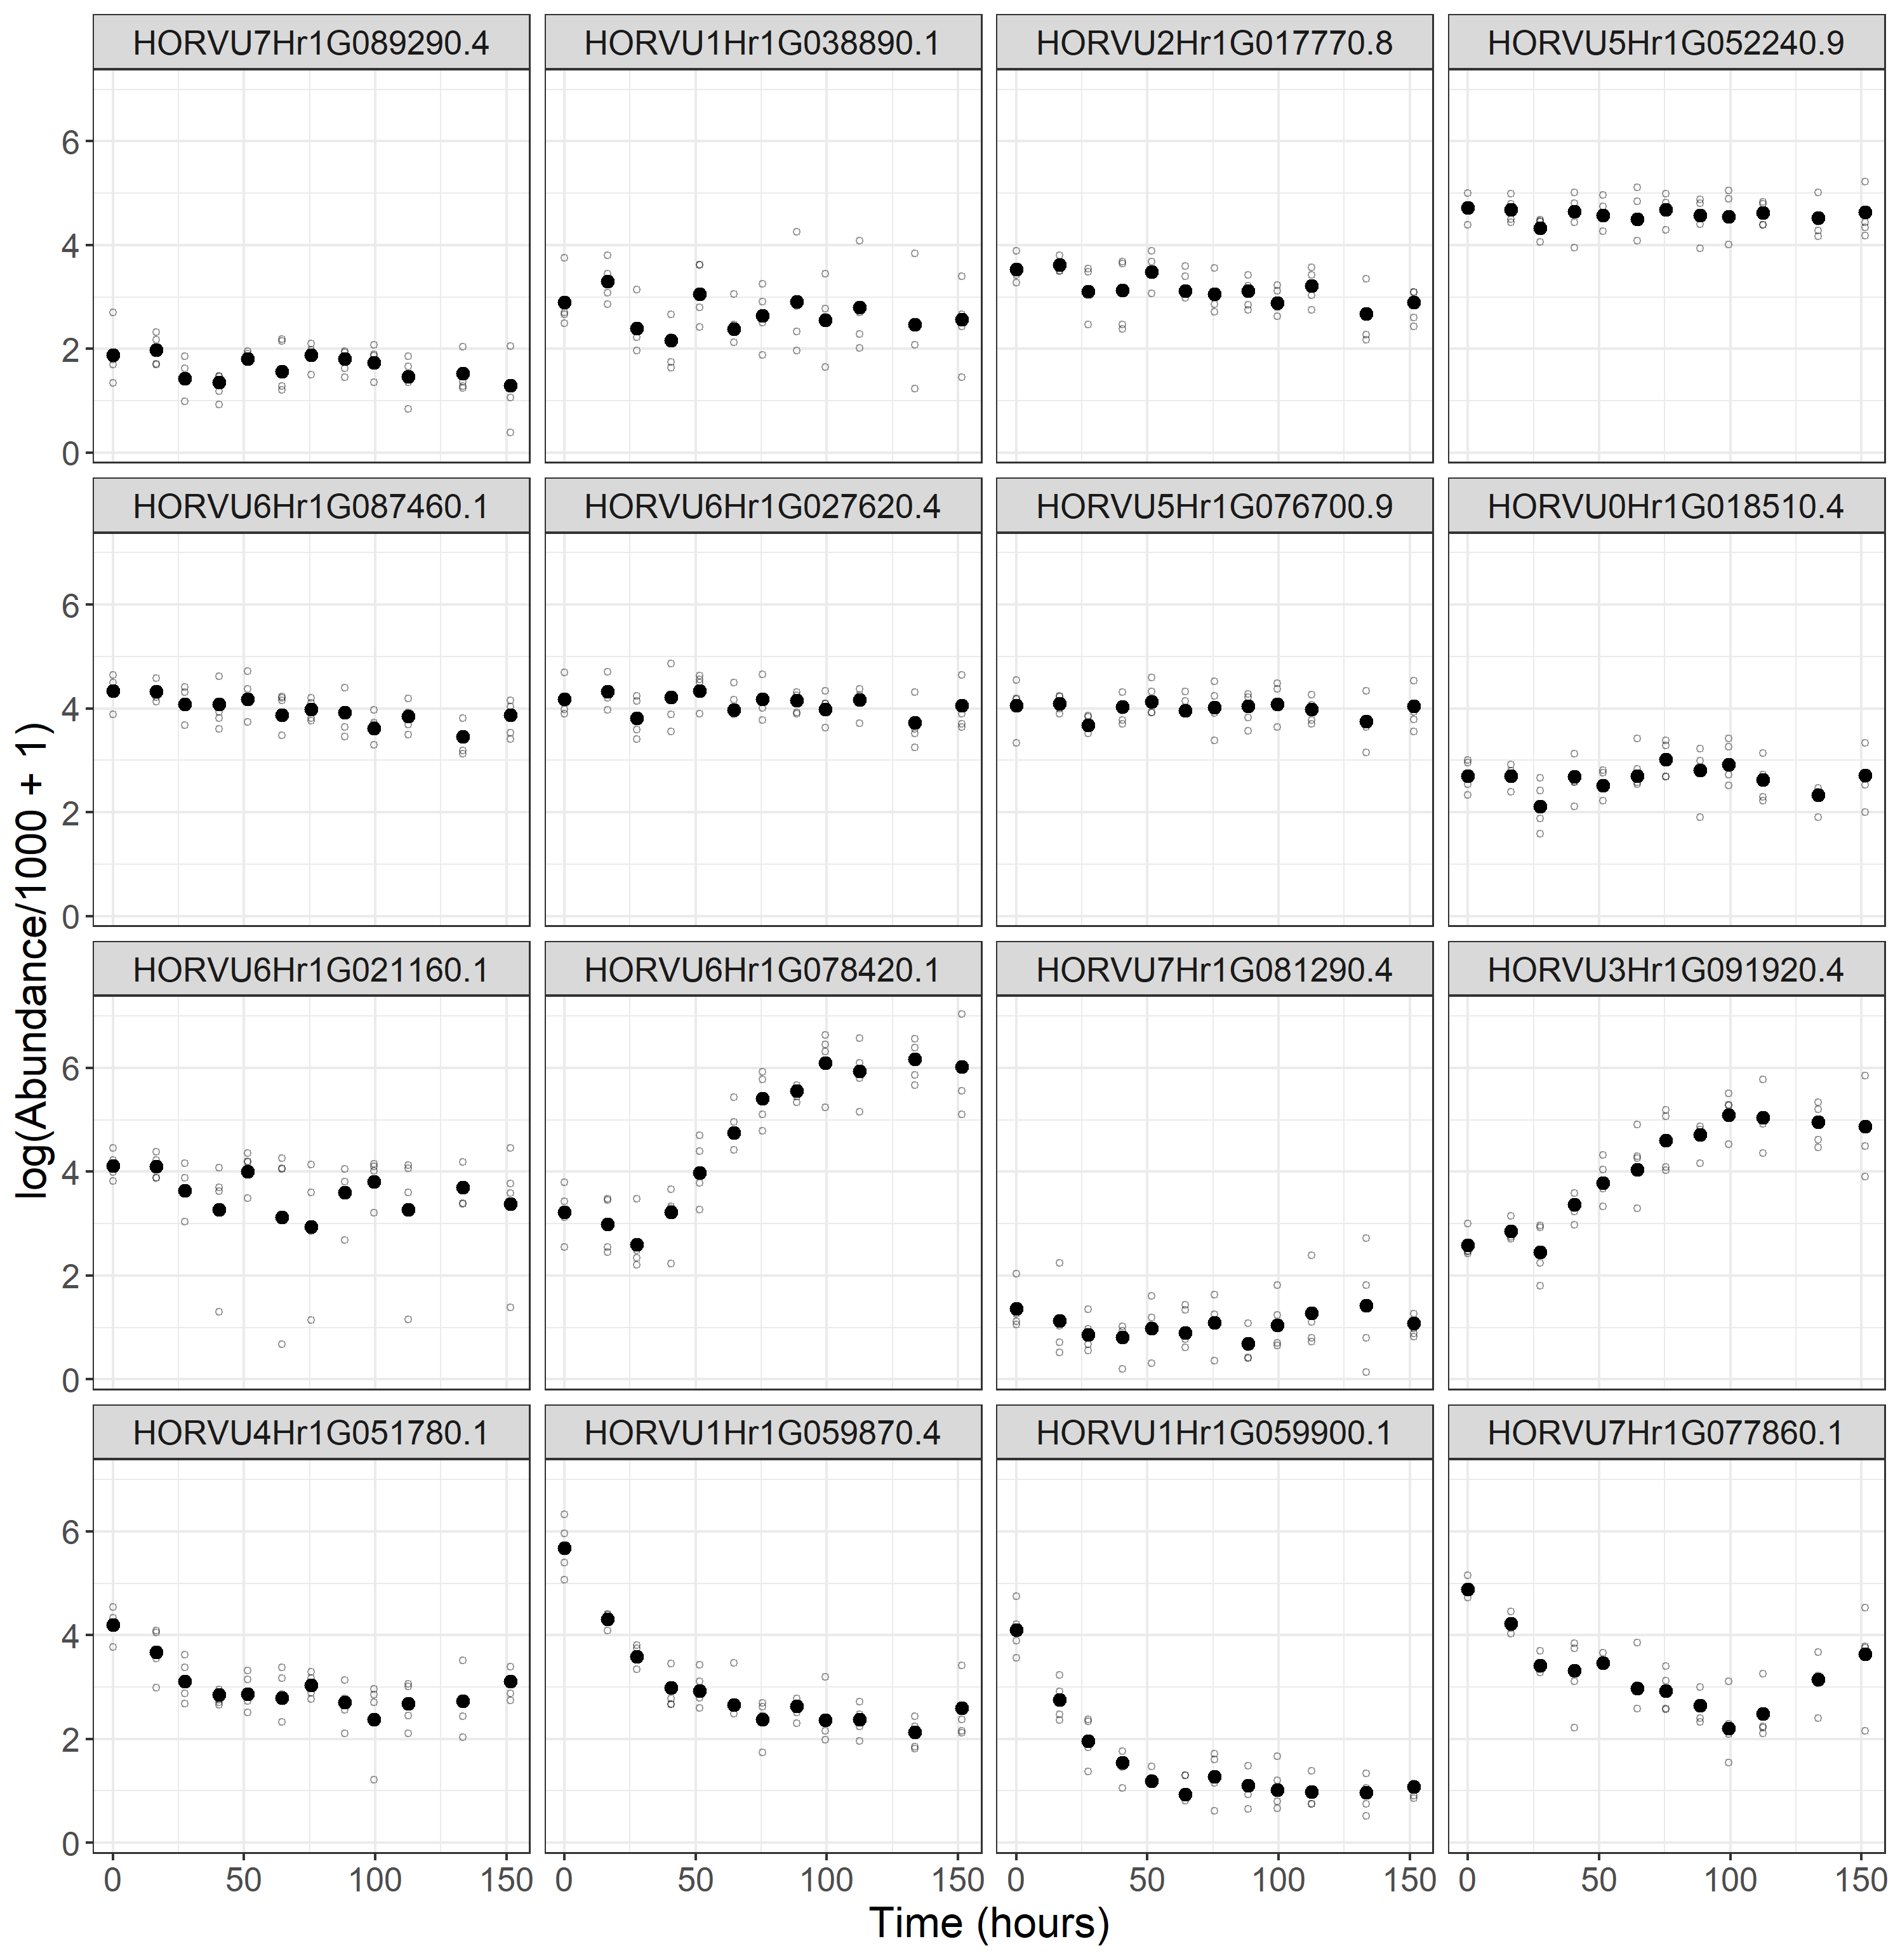 HORVU7Hr1G089290.4 HORVU1Hr1G038890.1 HORVU2Hr1G017770.8 HORVU5Hr1G052240.9
6
4
2
0
HORVU6Hr1G087460.1 HORVU6Hr1G027620.4 HORVU5Hr1G076700.9 HORVU0Hr1G018510.4
6
4
2
0
log(Abundance/1000 + 1)
HORVU6Hr1G021160.1 HORVU6Hr1G078420.1 HORVU7Hr1G081290.4 HORVU3Hr1G091920.4
6
4
2
0
HORVU4Hr1G051780.1 HORVU1Hr1G059870.4 HORVU1Hr1G059900.1 HORVU7Hr1G077860.1
6
4
2
0
0 50 100 150 0 50 100 150 0 50 100 150 0 50 100 150
Time (hours)